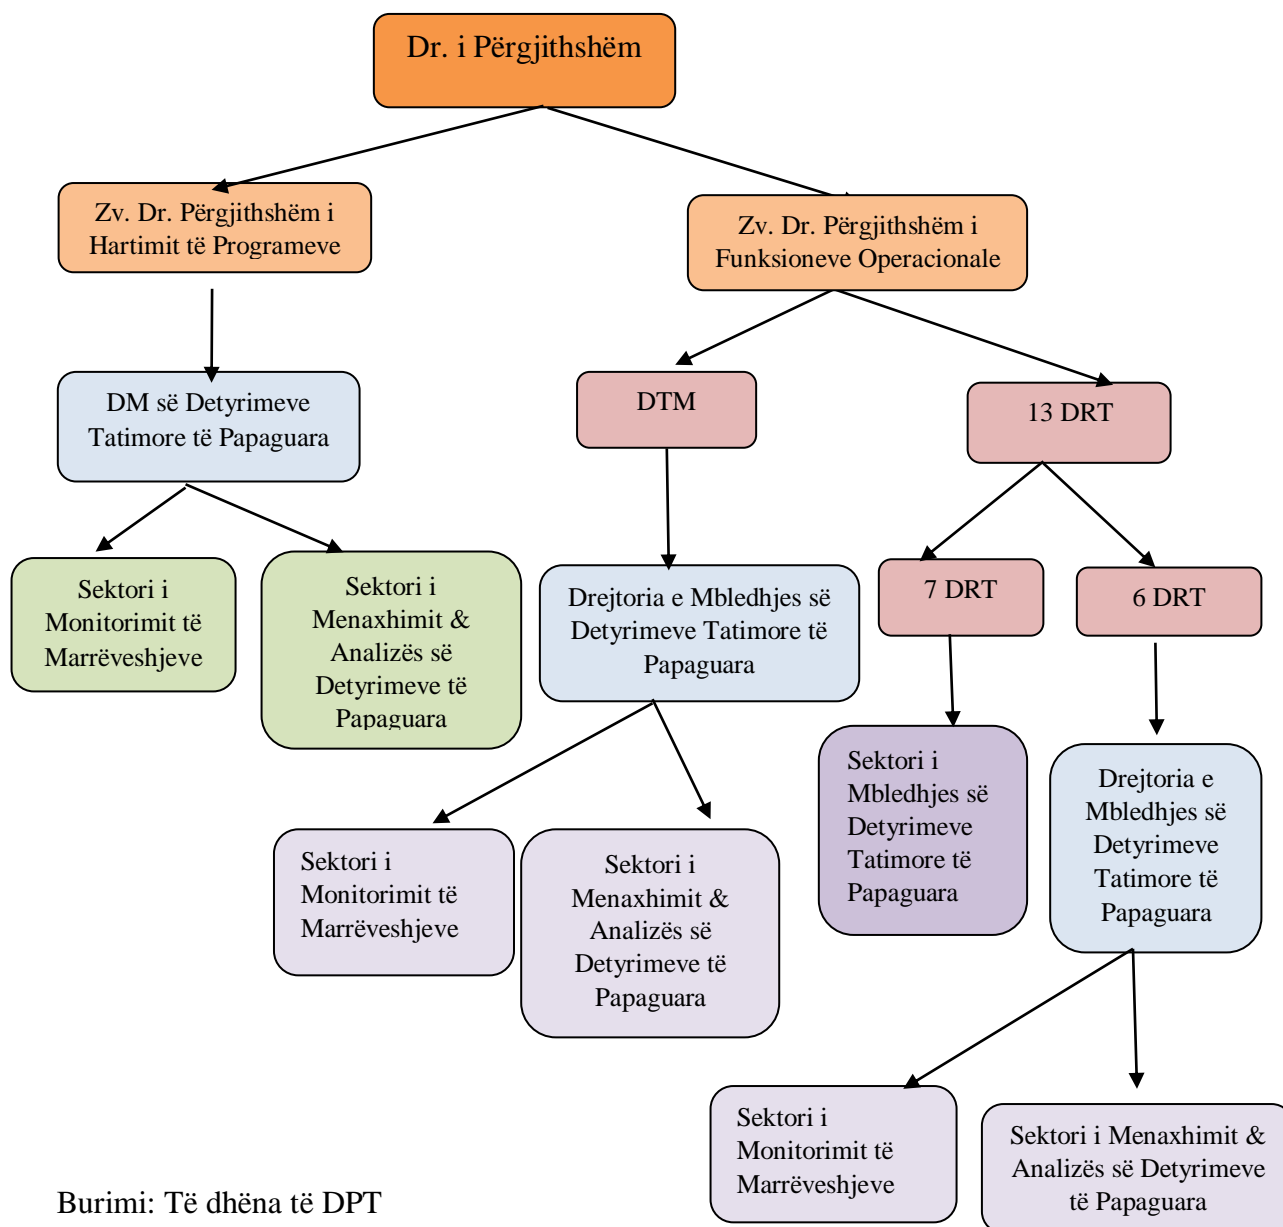 Dr. i Përgjithshëm
Zv. Dr. Përgjithshëm i
Hartimit të Programeve
Zv. Dr. Përgjithshëm i
Funksioneve Operacionale
DM së Detyrimeve
Tatimore të Papaguara
DTM
13 DRT
Sektori i
Monitorimit të
Marrëveshjeve
Sektori i
Menaxhimit &
Analizës së
Detyrimeve të
Papaguara
Drejtoria e Mbledhjes së
Detyrimeve Tatimore të
Papaguara
7 DRT
6 DRT
Sektori i
Mbledhjes së
Detyrimeve
Tatimore të
Papaguara
Drejtoria e
Mbledhjes së
Detyrimeve
Tatimore të
Papaguara
Sektori i
Monitorimit të
Marrëveshjeve
Sektori i
Menaxhimit &
Analizës së
Detyrimeve të
Papaguara
Sektori i
Monitorimit të
Marrëveshjeve
Sektori i Menaxhimit &
Analizës së Detyrimeve
të Papaguara
Burimi: Të dhëna të DPT